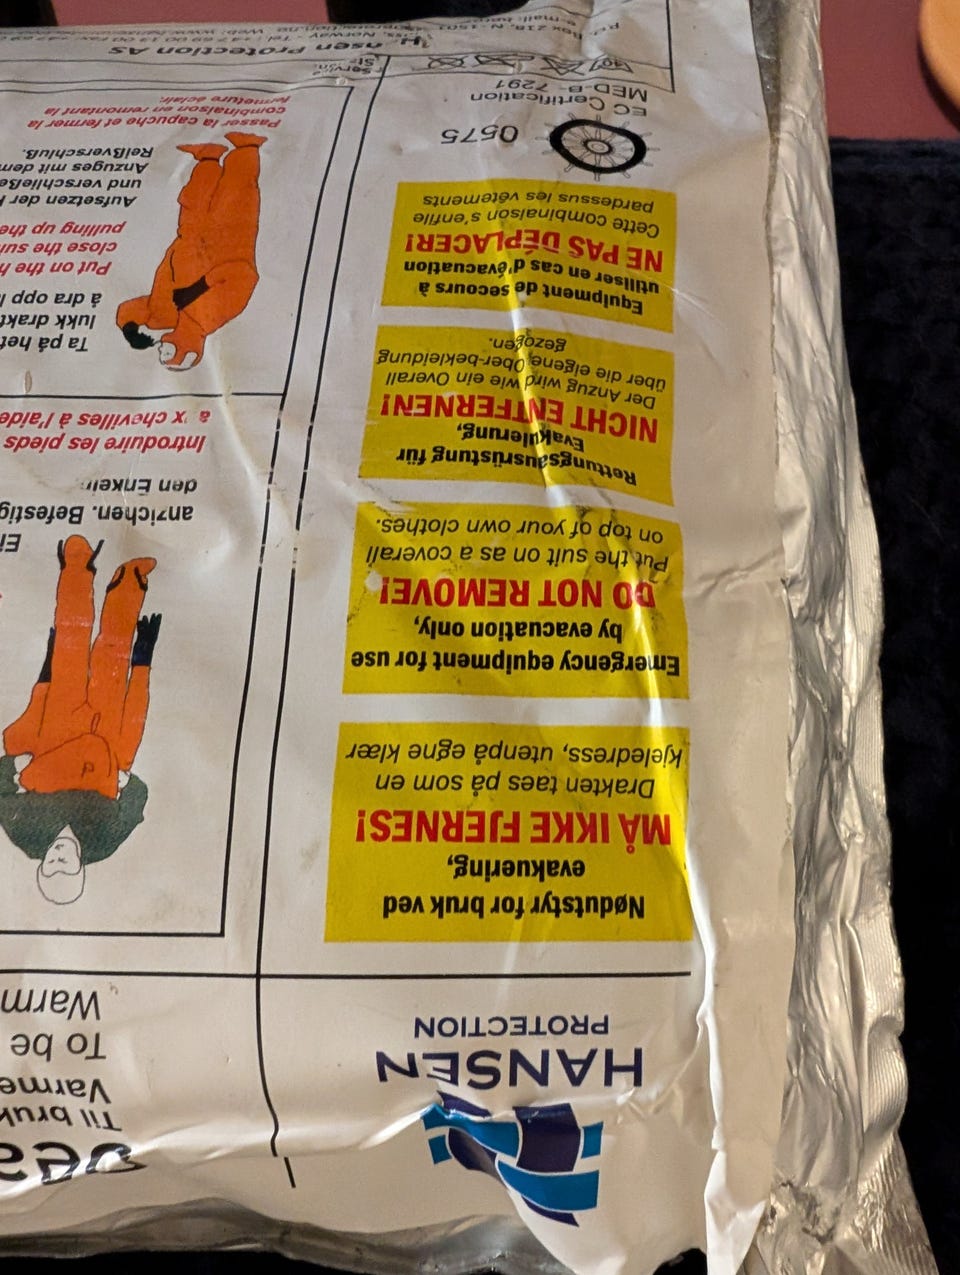 HANSEN
PROTECTION
Sea
Til bruk
Varme
To be
Warm
Nødutstyr for bruk ved
evakuering,
MÅ IKKE FJERNES!
Drakten taes på som en
kjeledress, utenpå egne klær
Emergency equipment for use
by evacuation only,
DO NOT REMOVE!
Put the suit on as a coverall
on top of your own clothes.
Rettungsausrüstung für
Evakuierung,
NICHT ENTFERNEN!
Der Anzug wird wie ein Overall
über die eigene Ober-bekleidung
gezogen.
Equipment de secours à
utiliser en cas d'évacuation
NE PAS DÉPLACER!
Cette combinaison s'enfile
pardessus les vêtements
0575
EC Certification
MED-B-7291
Ei
anzichen. Befestig
den Enkeln
Introduire les pieds
x chevilles à l'aide
Ta på het
lukk drakt
å dra opp
Put on the h
close the sui
pulling up the
Aufsetzen der
und verschließe
Anzuges mit dem
Reißverschluß.
Passer la capuche et fermer la
combinaison en remontant la
fermeture éclair.
Hansen Protection AS